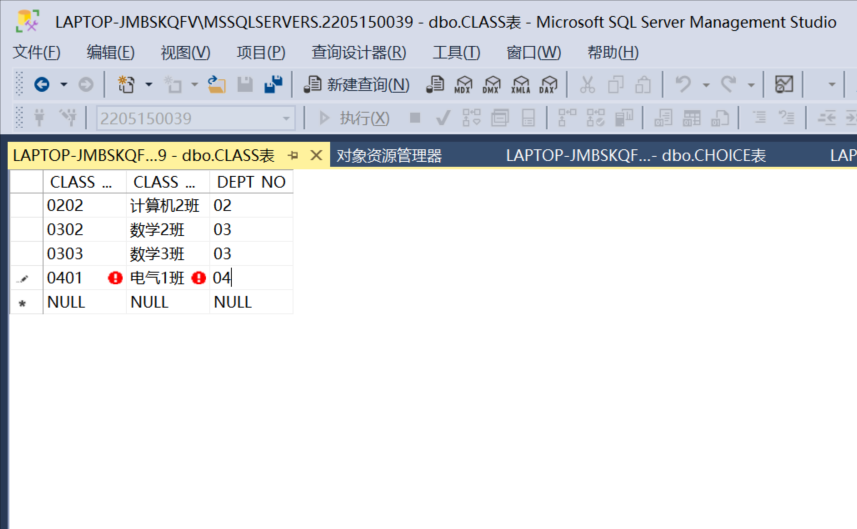 LAPTOP-JMBSKQFV\MSSQLSERVERS.2205150039 - dbo.CLASS表 - Microsoft SQL Server Management Studio
文件(F) 编辑(E) 视图(V) 项目(P) 查询设计器(R) 工具(T) 窗口(W) 帮助(H)
新建查询(N) MDX DMX XMLA DAX
2205150039 执行(X)
LAPTOP-JMBSKQF...9 - dbo.CLASS表 对象资源管理器 LAPTOP-JMBSKQF...- dbo.CHOICE表 LAP
CLASS ... CLASS ... DEPT NO
0202 计算机2班 02
0302 数学2班 03
0303 数学3班 03
0401 电气1班 04
NULL NULL NULL